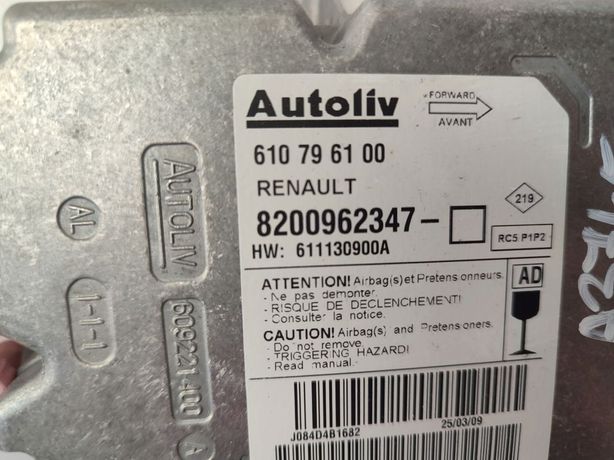 Autoliv
FORWARD
AVANT
610 79 61 00
RENAULT
219
8200962347-
RC5 P1P2
HW: 611130900A
ATTENTION! Airbag(s)et Pretensionneurs.
- Ne pas demonter.
- RISQUE DE DECLENCHEMENT!
- Consulter la notice.
AD
CAUTION! Airbag(s) and Pretensioners.
- Do not remove.
- TRIGGERING HAZARD!
- Read manual.
J084D4B1682
25/03/09
AL
AUTOLIV
1-1-1
609221400
A